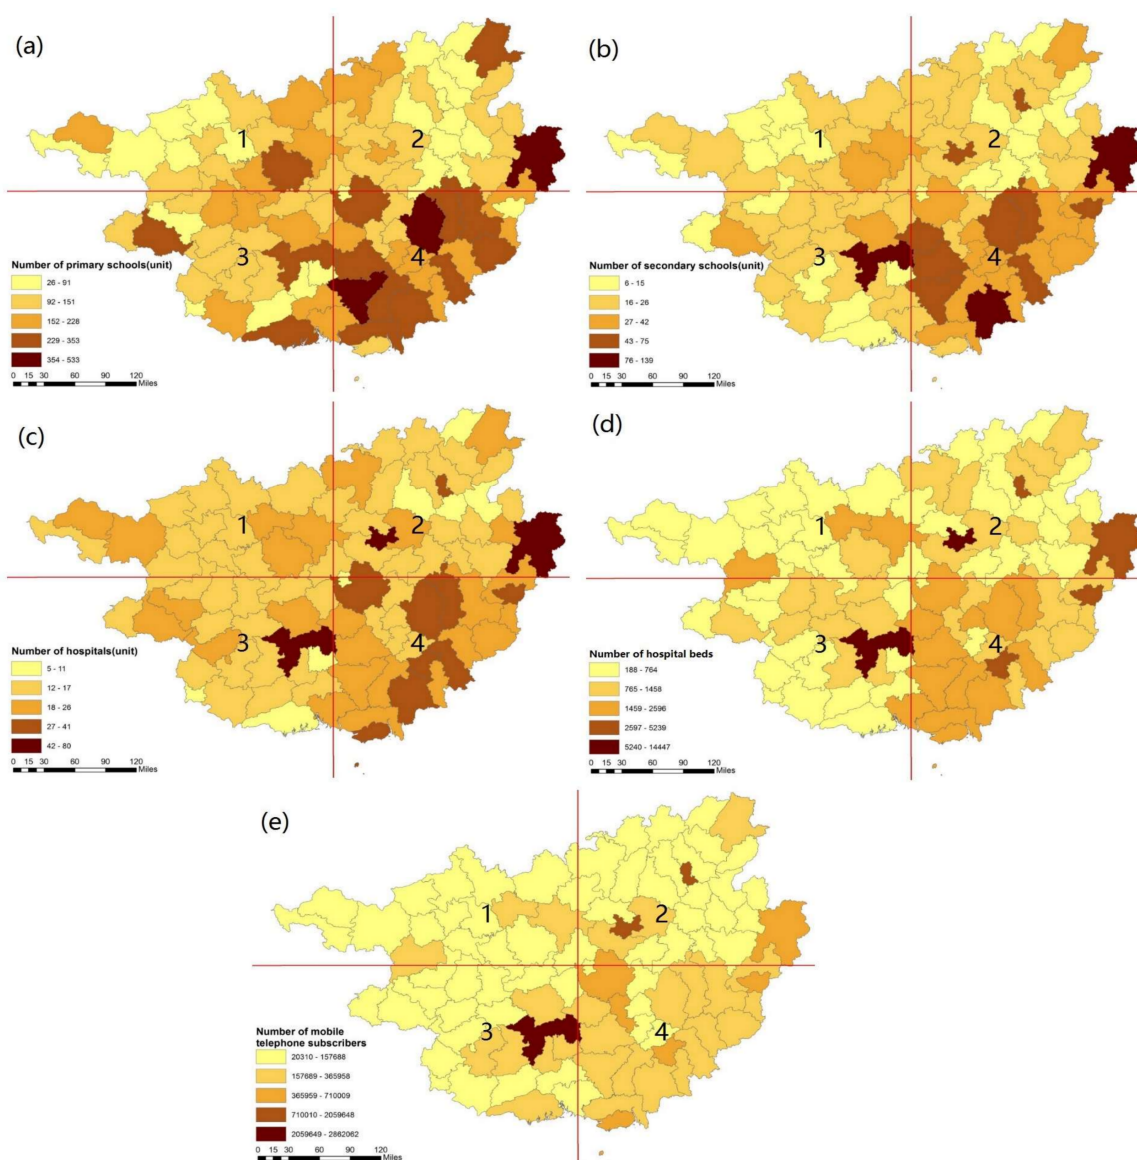 (a)
1
2
3
4
Number of primary schools(unit)
26 - 91
92 - 151
152 - 228
229 - 353
354 - 533
0 15 30 60 90 120
Miles
(b)
1
2
3
4
Number of secondary schools(unit)
6 - 15
16 - 26
27 - 42
43 - 75
76 - 139
0 15 30 60 90 120
Miles
(c)
1
2
3
4
Number of hospitals(unit)
5 - 11
12 - 17
18 - 26
27 - 41
42 - 80
0 15 30 60 90 120
Miles
(d)
1
2
3
4
Number of hospital beds
188 - 764
765 - 1458
1459 - 2596
2597 - 5239
5240 - 14447
0 15 30 60 90 120
Miles
(e)
1
2
3
4
Number of mobile
telephone subscribers
20310 - 157688
157689 - 365958
365959 - 710009
710010 - 2059648
2059649 - 2862062
0 15 30 60 90 120
Miles